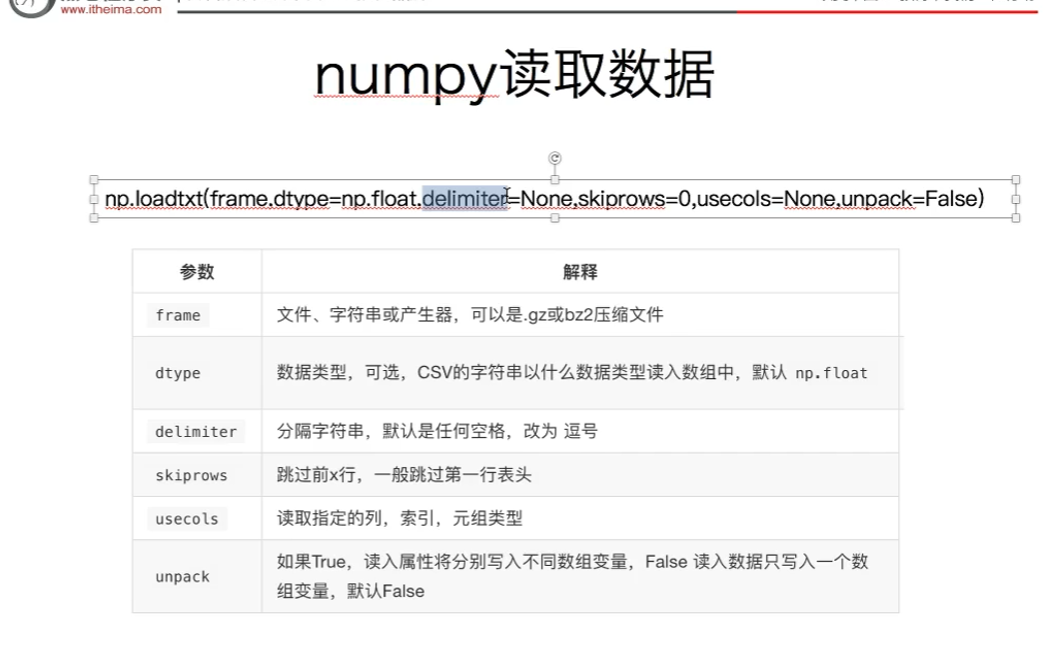 www.itheima.com
numpy读取数据
np.loadtxt(frame,dtype=np.float,delimiter=None,skiprows=0,usecols=None,unpack=False)
参数 解释
frame 文件、字符串或产生器，可以是.gz或bz2压缩文件
dtype 数据类型，可选，CSV的字符串以什么数据类型读入数组中，默认 np.float
delimiter 分隔字符串，默认是任何空格，改为 逗号
skiprows 跳过前x行，一般跳过第一行表头
usecols 读取指定的列，索引，元组类型
unpack 如果True，读入属性将分别写入不同数组变量，False 读入数据只写入一个数
组变量，默认False